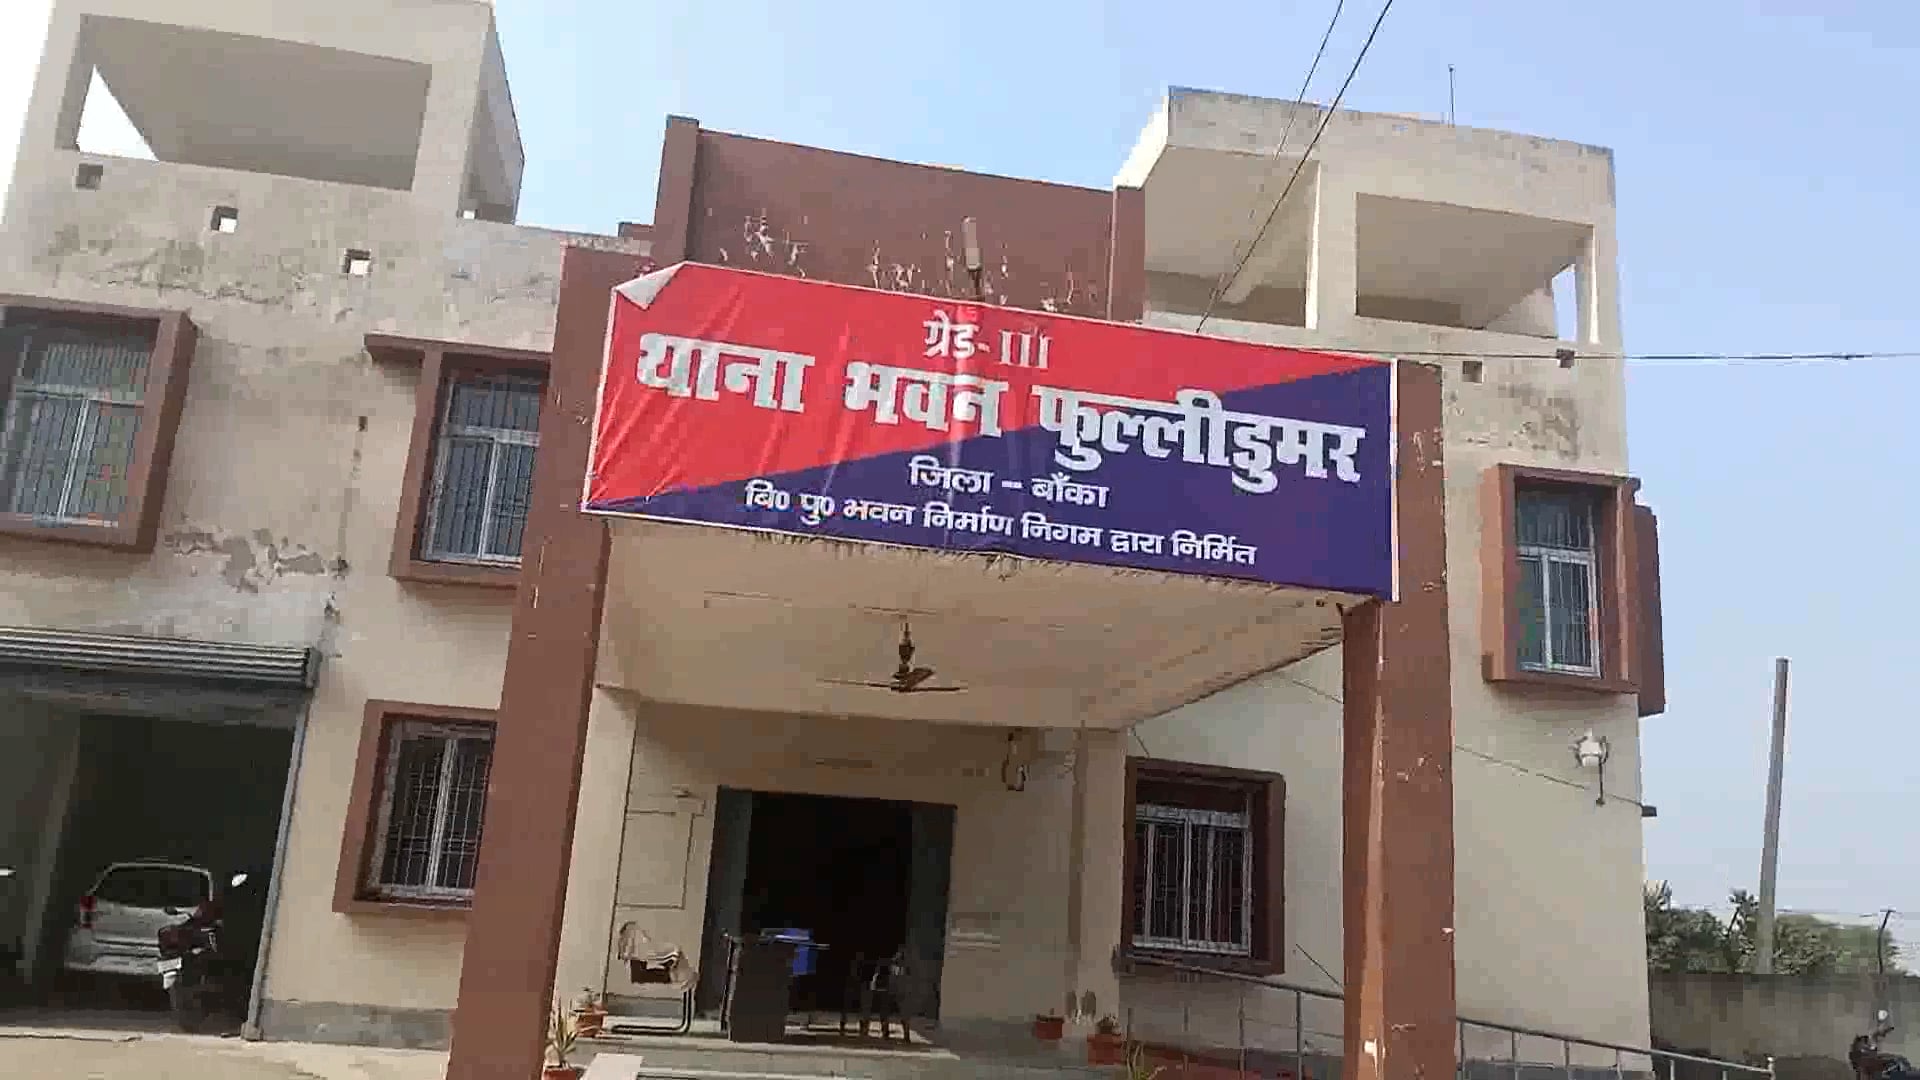 ग्रेड- III
थाना भवन फुल्लीडुमर
जिला – बाँका
बि० पु० भवन निर्माण निगम द्वारा निर्मित